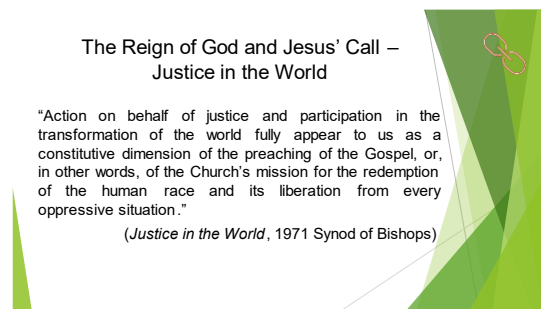 The Reign of God and Jesus’ Call –
Justice in the World
“Action on behalf of justice and participation in the
transformation of the world fully appear to us as a
constitutive dimension of the preaching of the Gospel, or,
in other words, of the Church’s mission for the redemption
of the human race and its liberation from every
oppressive situation.”
(Justice in the World, 1971 Synod of Bishops)